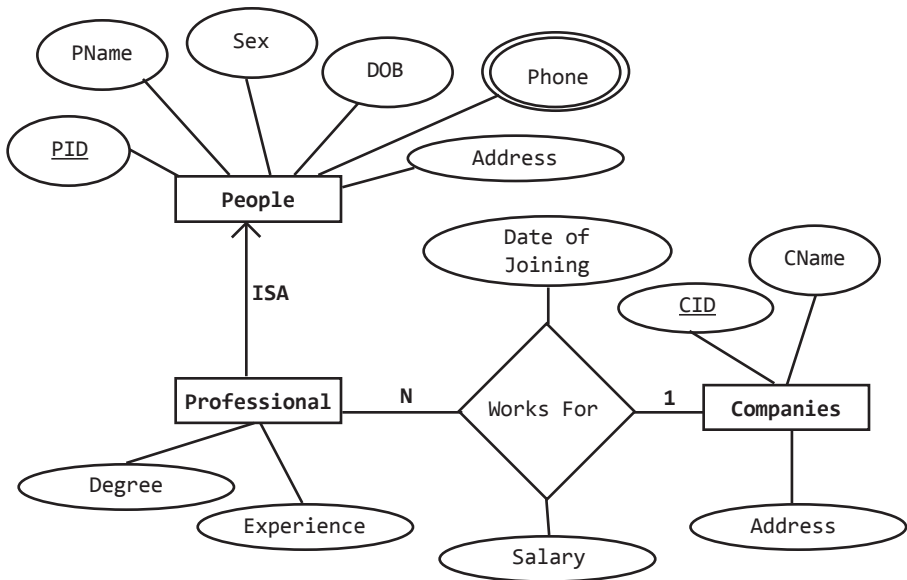 PName
Sex
DOB
Phone
PID
Address
People
Date of
Joining
CName
ISA
CID
Professional
N
Works For
1
Companies
Degree
Experience
Salary
Address